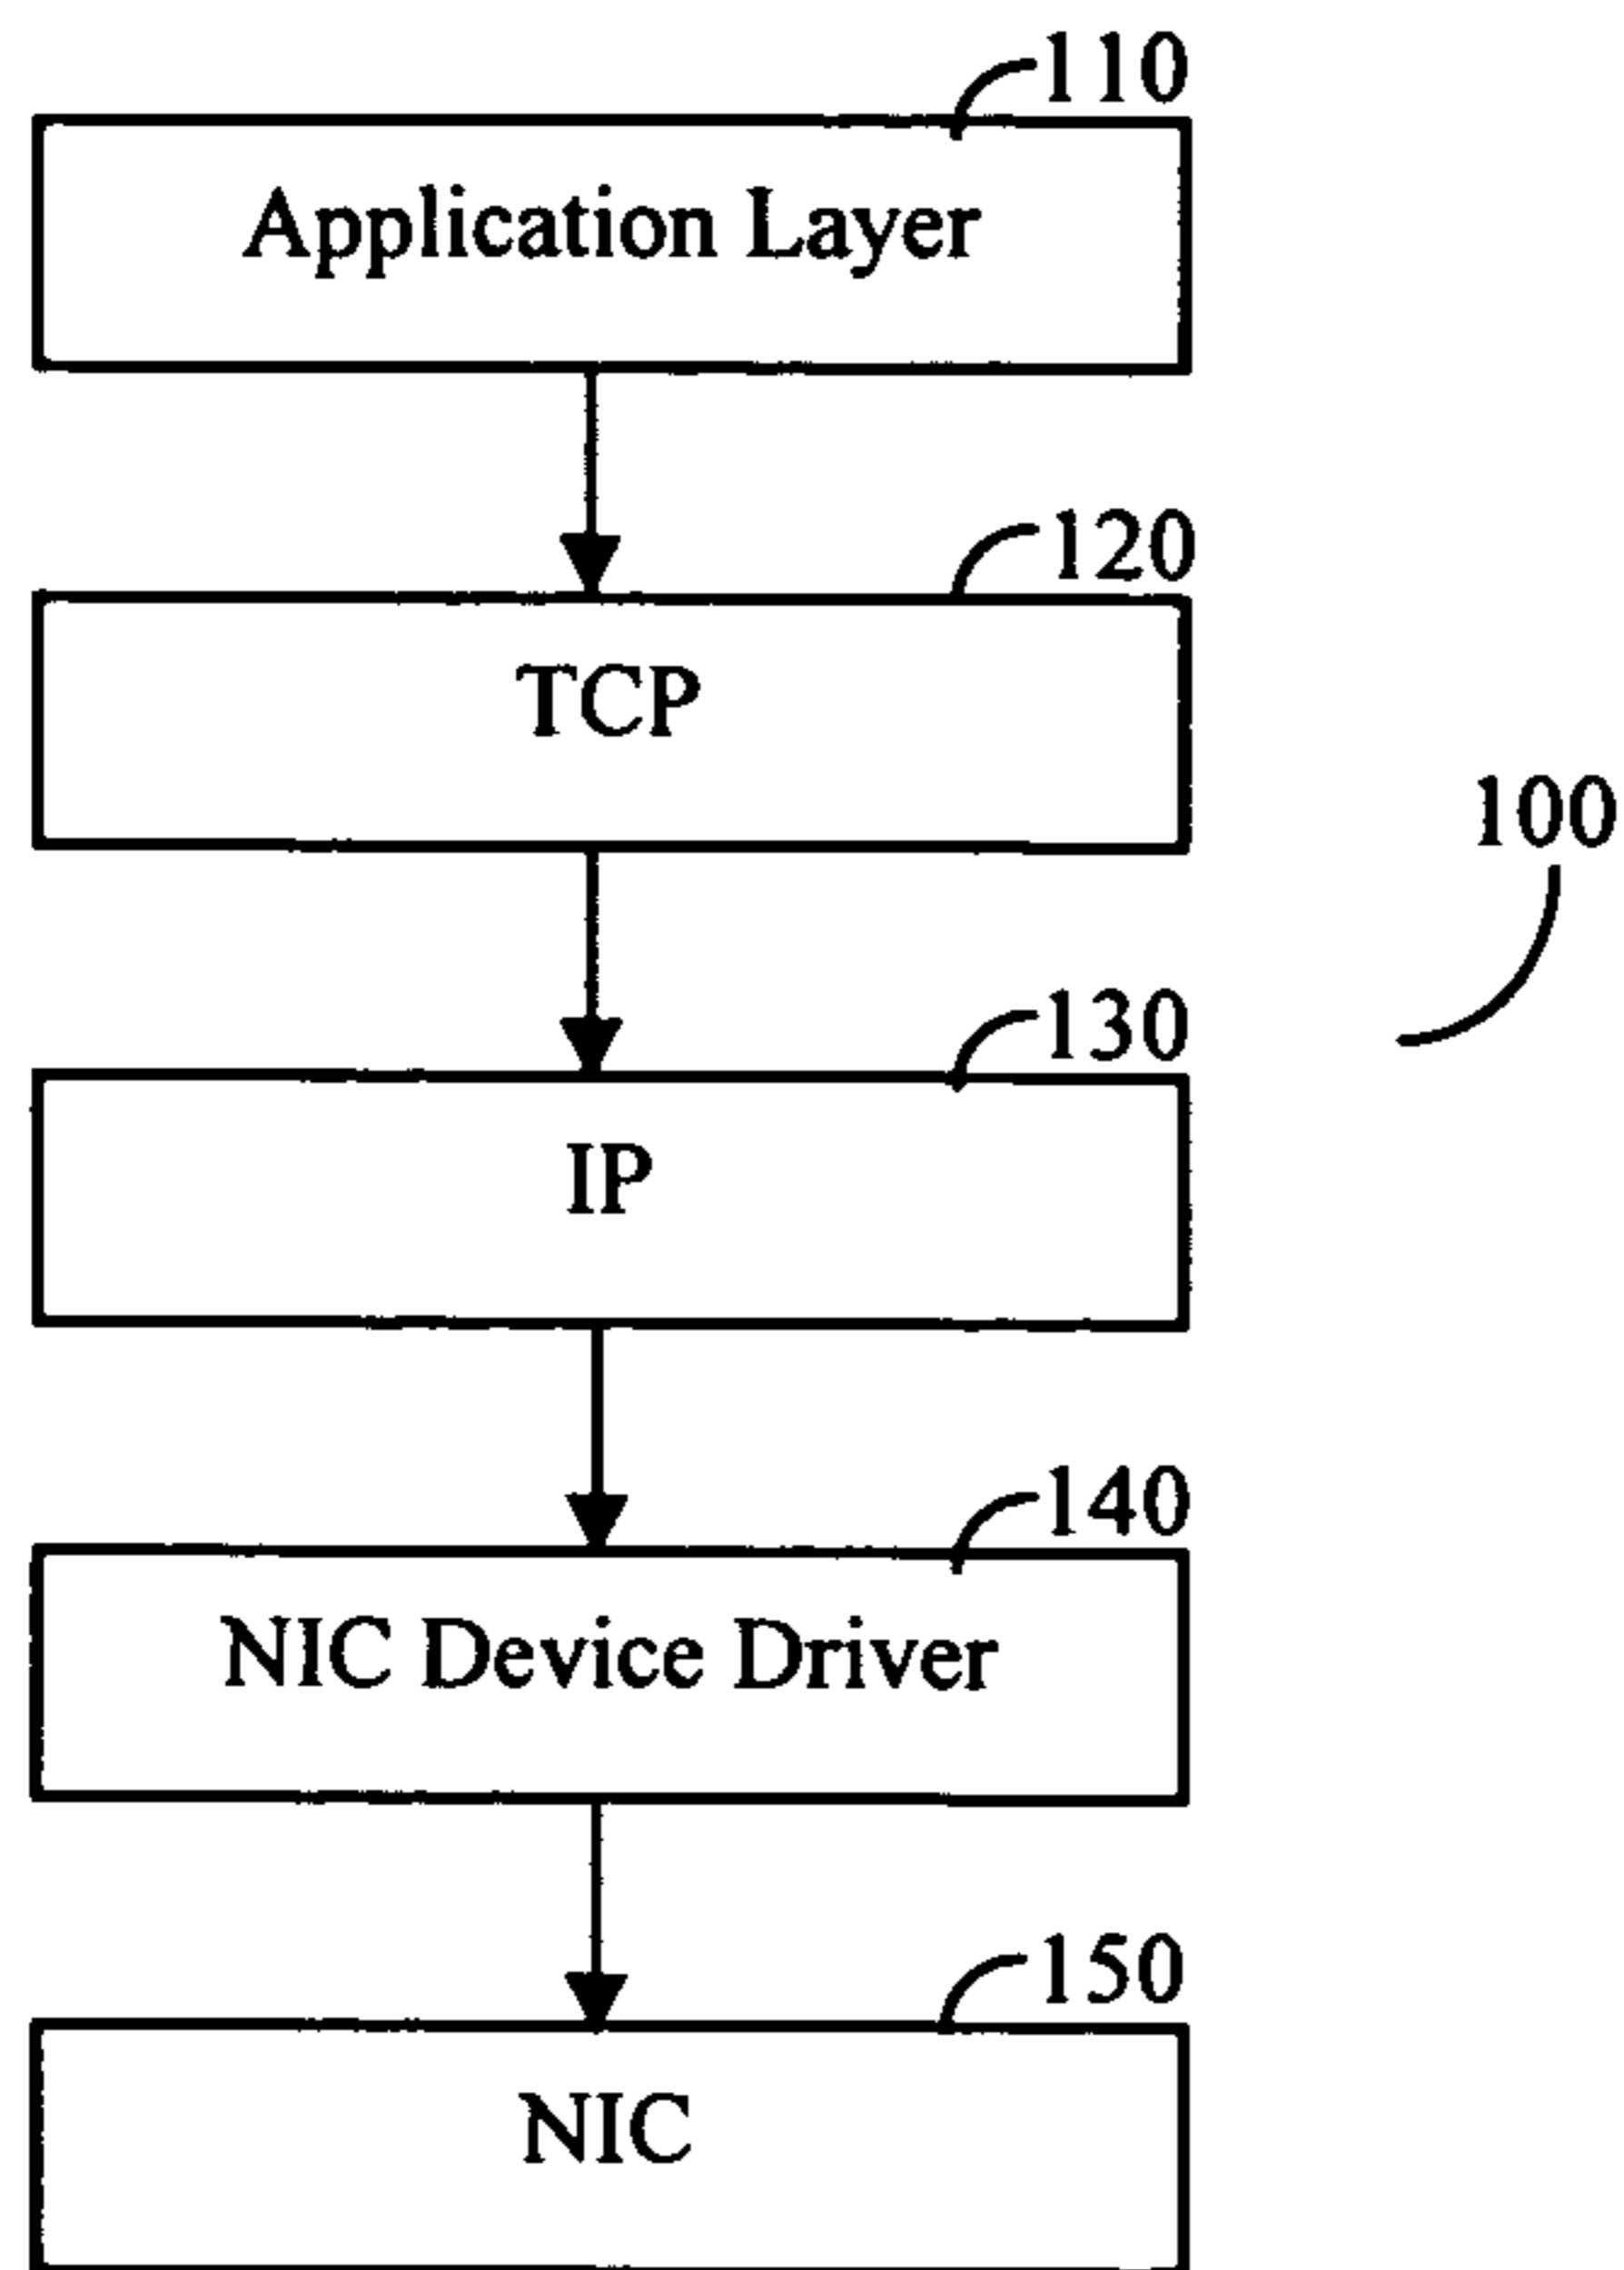 110
Application Layer
120
TCP
100
130
IP
140
NIC Device Driver
150
NIC